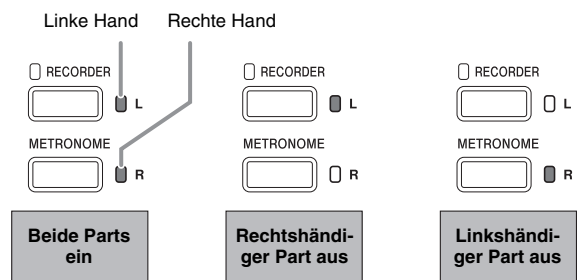 Linke Hand Rechte Hand
RECORDER RECORDER RECORDER
L L L
METRONOME METRONOME METRONOME
R R R
Beide Parts Rechtshändi- Linkshändi-
ein ger Part aus ger Part aus